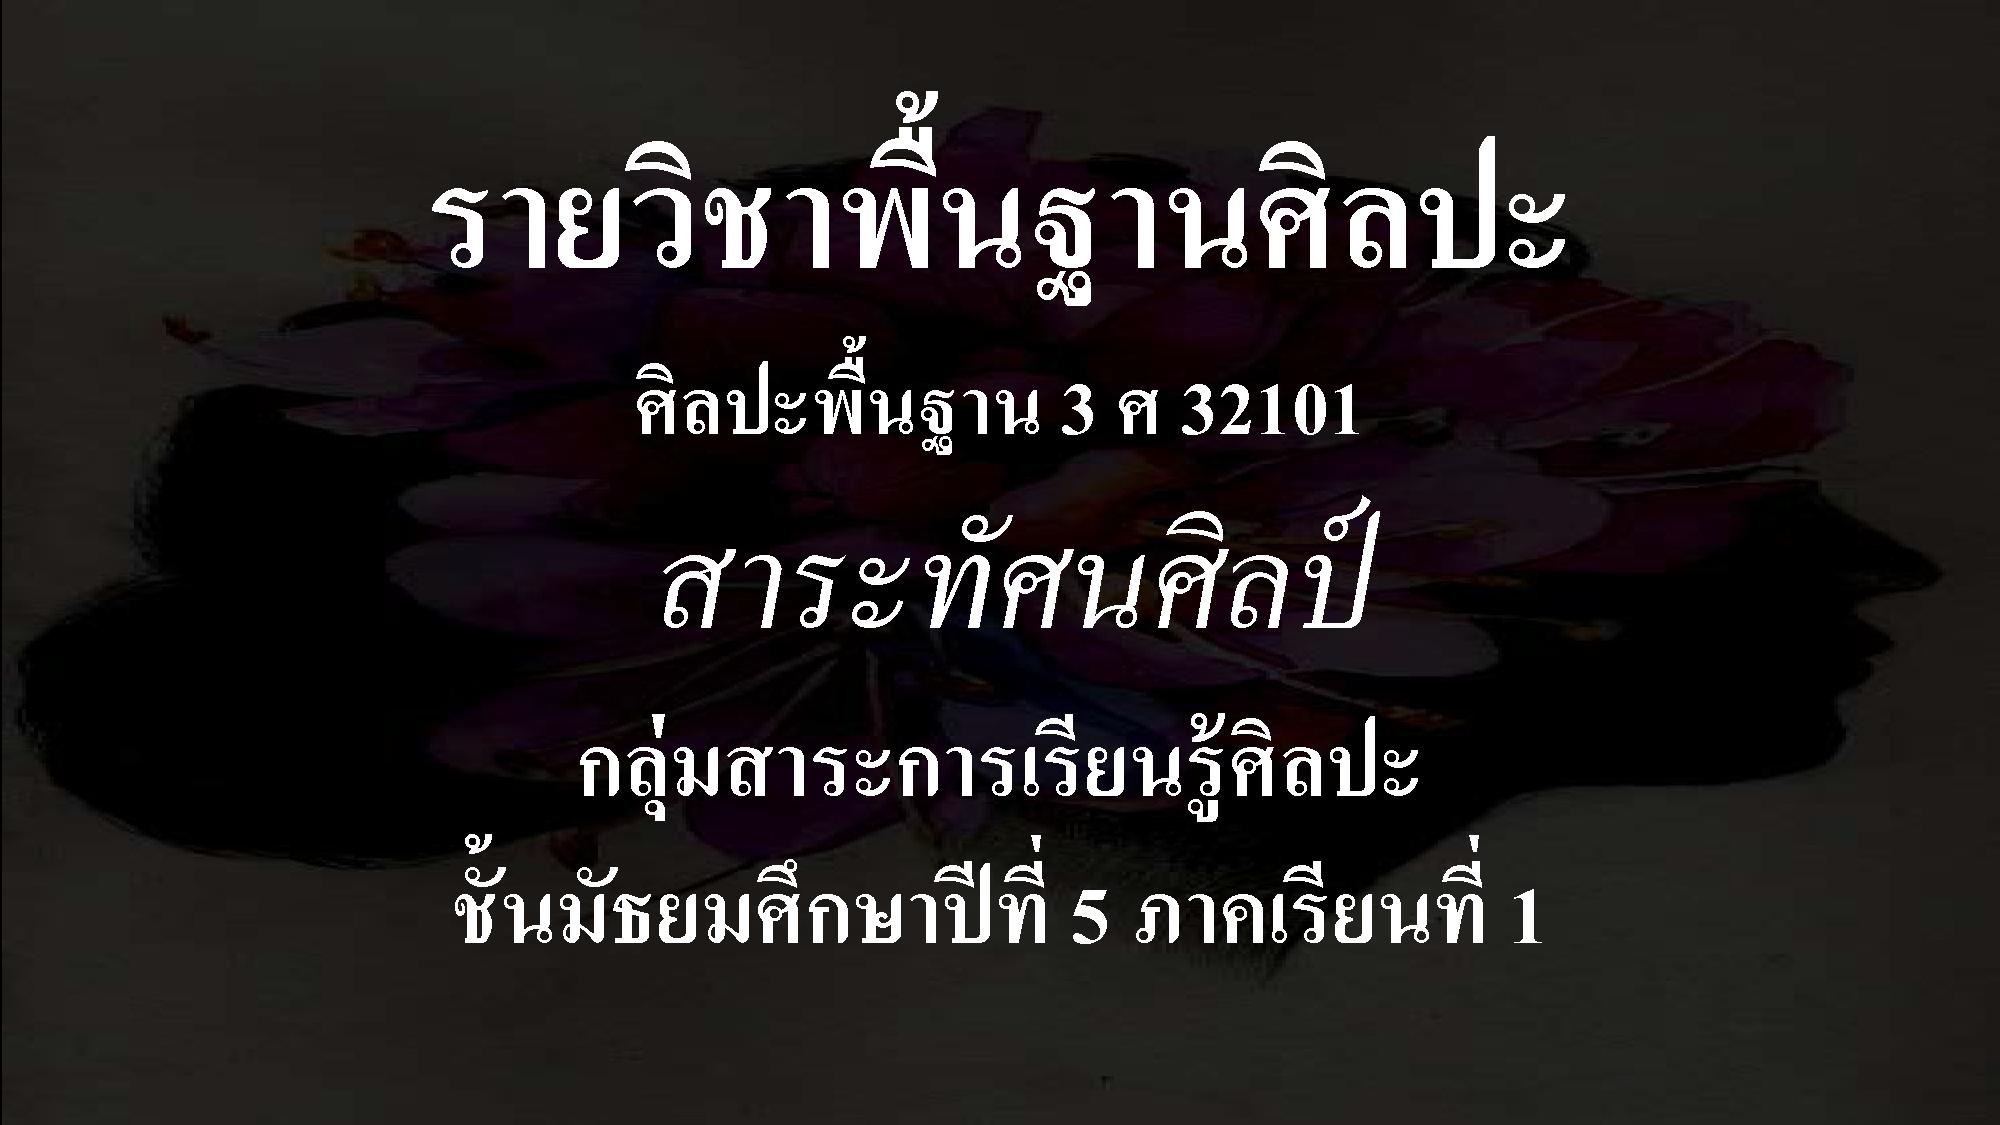 รายวิชาพื้นฐานศิลปะ
ศิลปะพื้นฐาน 3 ศ 32101
สาระทัศนศิลป์
กลุ่มสาระการเรียนรู้ศิลปะ
ชั้นมัธยมศึกษาปีที่ 5 ภาคเรียนที่ 1